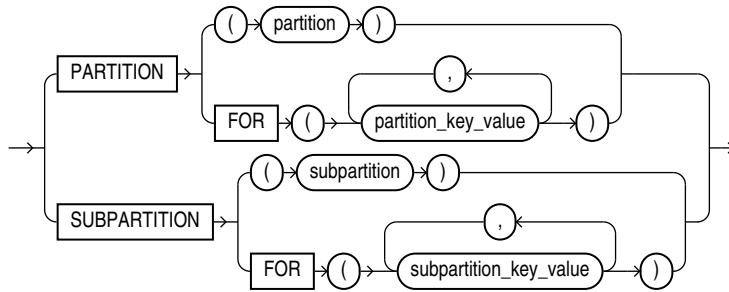 ( partition )
PARTITION
,
FOR ( partition_key_value )
( subpartition )
SUBPARTITION
,
FOR ( subpartition_key_value )